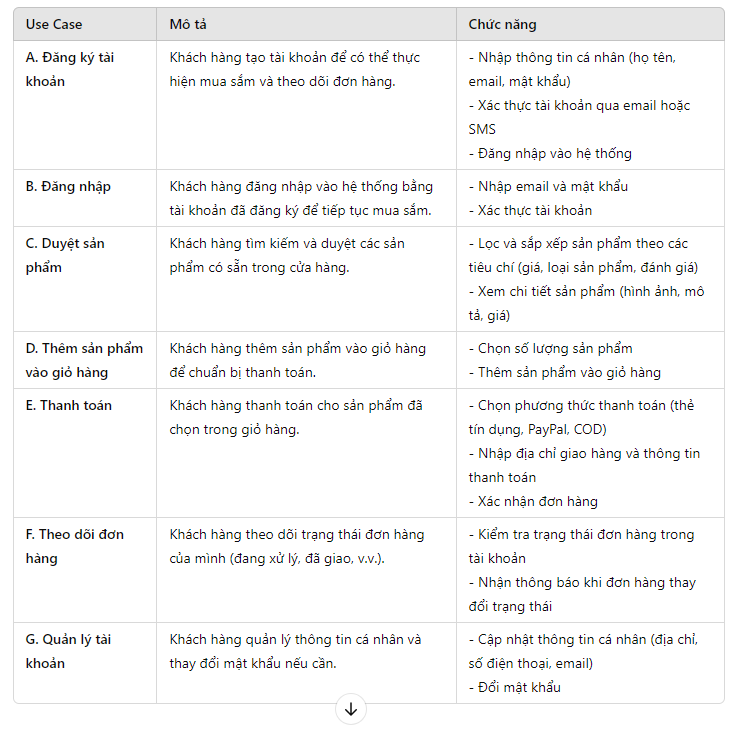 Use Case Mô tả Chức năng
A. Đăng ký tài khoản
Khách hàng tạo tài khoản để có thể thực
hiện mua sắm và theo dõi đơn hàng.
- Nhập thông tin cá nhân (họ tên,
email, mật khẩu)
- Xác thực tài khoản qua email hoặc
SMS
- Đăng nhập vào hệ thống
B. Đăng nhập
Khách hàng đăng nhập vào hệ thống bằng
tài khoản đã đăng ký để tiếp tục mua sắm.
- Nhập email và mật khẩu
- Xác thực tài khoản
C. Duyệt sản
phẩm
Khách hàng tìm kiếm và duyệt các sản
phẩm có sẵn trong cửa hàng.
- Lọc và sắp xếp sản phẩm theo các
tiêu chí (giá, loại sản phẩm, đánh giá)
- Xem chi tiết sản phẩm (hình ảnh, mô
tả, giá)
D. Thêm sản phẩm
vào giỏ hàng
Khách hàng thêm sản phẩm vào giỏ hàng
để chuẩn bị thanh toán.
- Chọn số lượng sản phẩm
- Thêm sản phẩm vào giỏ hàng
E. Thanh toán
Khách hàng thanh toán cho sản phẩm đã
chọn trong giỏ hàng.
- Chọn phương thức thanh toán (thẻ
tín dụng, PayPal, COD)
- Nhập địa chỉ giao hàng và thông tin
thanh toán
- Xác nhận đơn hàng
F. Theo dõi đơn
hàng
Khách hàng theo dõi trạng thái đơn hàng
của mình (đang xử lý, đã giao, v.v.).
- Kiểm tra trạng thái đơn hàng trong
tài khoản
- Nhận thông báo khi đơn hàng thay
đổi trạng thái
G. Quản lý tài
khoản
Khách hàng quản lý thông tin cá nhân và
thay đổi mật khẩu nếu cần.
- Cập nhật thông tin cá nhân (địa chỉ,
số điện thoại, email)
- Đổi mật khẩu